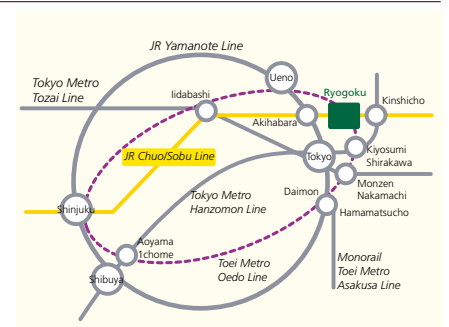 JR Yamanote Line
Ueno
Tokyo Metro
Tozai Line
Iidabashi
Ryogoku
Kinshicho
Akihabara
JR Chuo/Sobu Line
Tokyo
Kiyosumi
Shirakawa
Monzen
Nakamachi
Tokyo Metro
Hanzomon Line
Daimon
Hamamatsucho
Shinjuku
Aoyama
1chome
Toei Metro
Oedo Line
Monorail
Toei Metro
Asakusa Line
Shibuya